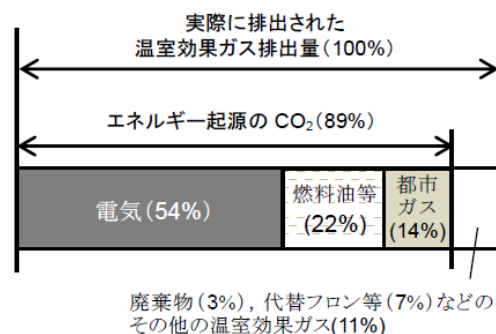 実際に排出された
温室効果ガス排出量(100%)
エネルギー起源の CO₂(89%)
電気(54%)
燃料油等
(22%)
都市
ガス
(14%)
廃棄物(3%), 代替フロン等(7%)などの
その他の温室効果ガス(11%)